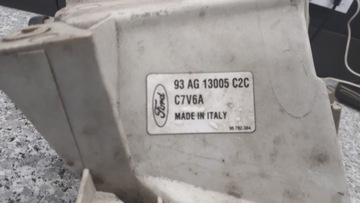 93 AG 13005 C2C
C7V6A
Ford
MADE IN ITALY